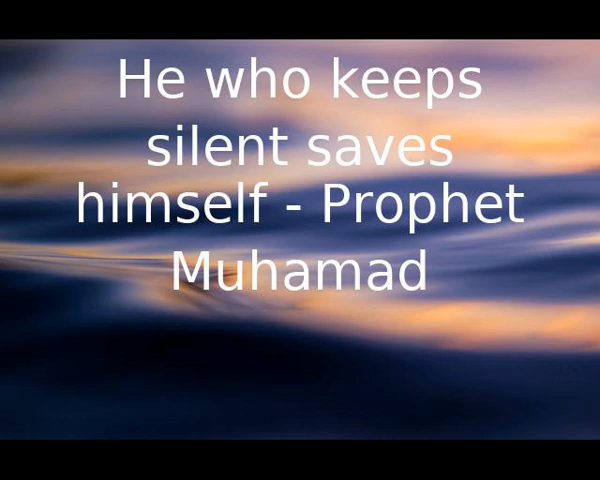 He who keeps
silent saves
himself - Prophet
Muhamad